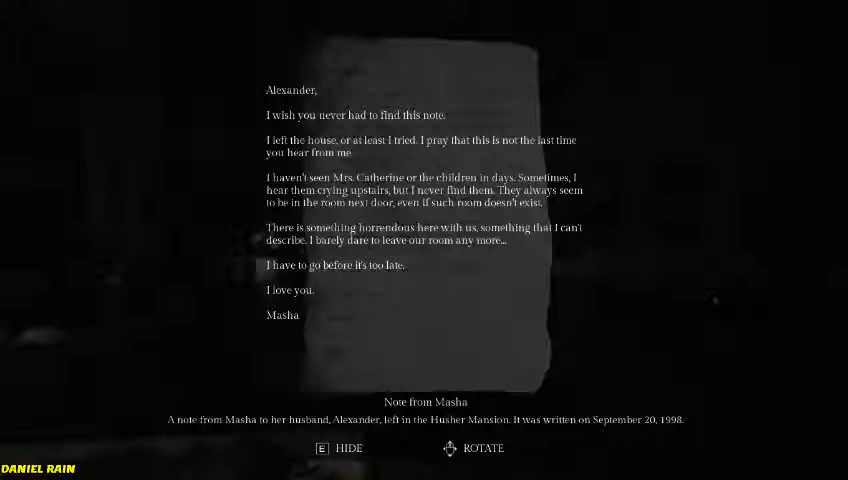 Alexander,
I wish you never had to find this note.
I left the house, or at least I tried. I pray that this is not the last time
you hear from me.
I haven't seen Mrs. Catherine or the children in days. Sometimes, I
hear them crying upstairs, but I never find them. They always seem
to be in the room next door, even if such room doesn't exist.
There is something horrendous here with us, something that I can't
describe. I barely dare to leave our room any more...
I have to go before it's too late.
I love you.
Masha
Note from Masha
A note from Masha to her husband, Alexander, left in the Husher Mansion. It was written on September 20, 1998.
E HIDE ROTATE
DANIEL RAIN